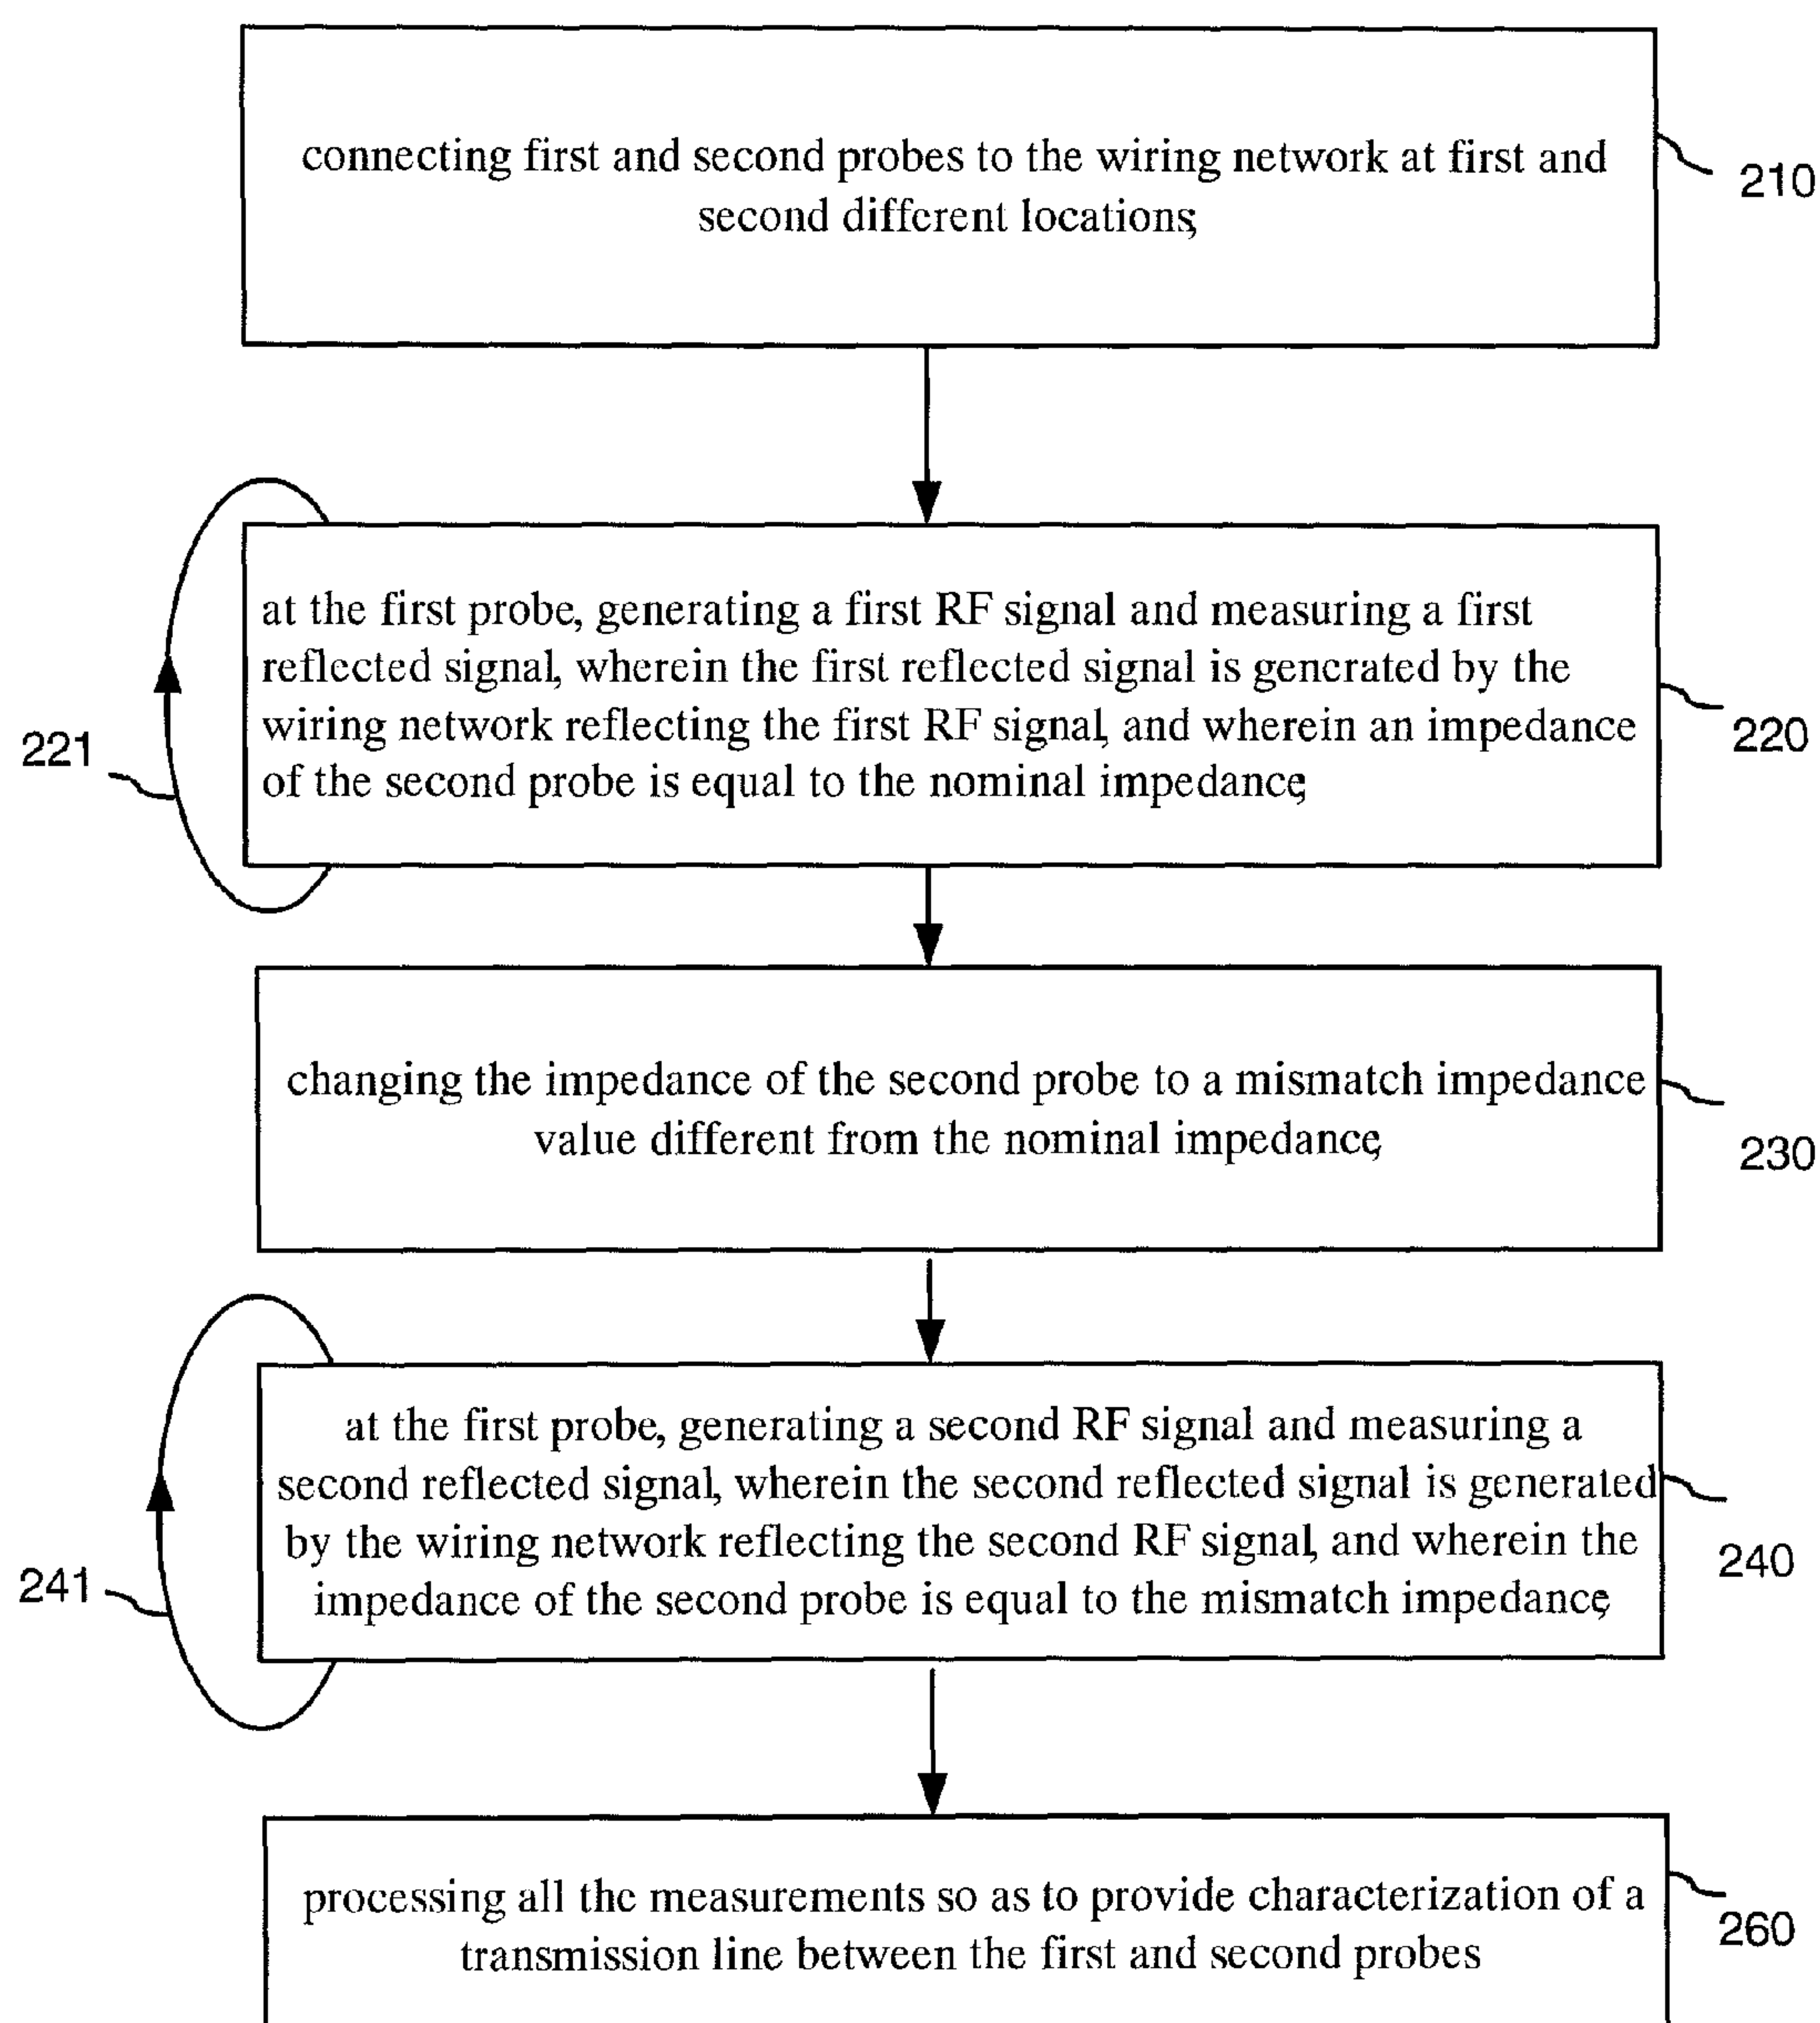 connecting first and second probes to the wiring network at first and
second different locations;
210
at the first probe, generating a first RF signal and measuring a first
reflected signal, wherein the first reflected signal is generated by the
wiring network reflecting the first RF signal, and wherein an impedance
of the second probe is equal to the nominal impedance;
220
221
changing the impedance of the second probe to a mismatch impedance
value different from the nominal impedance,
230
at the first probe, generating a second RF signal and measuring a
second reflected signal, wherein the second reflected signal is generated
by the wiring network reflecting the second RF signal, and wherein the
impedance of the second probe is equal to the mismatch impedance,
240
241
processing all the measurements so as to provide characterization of a
transmission line between the first and second probes
260